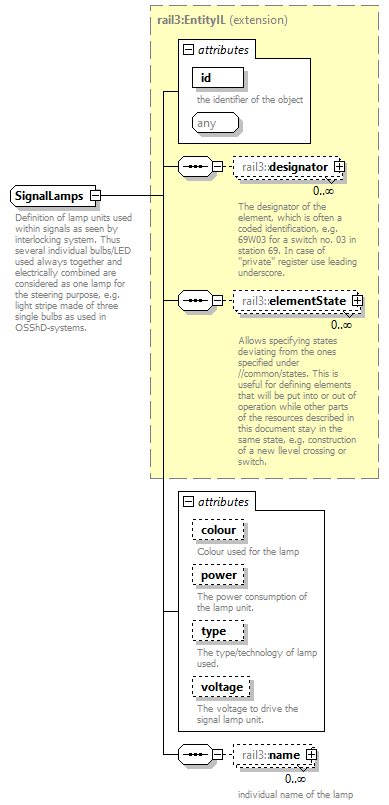 rail3:EntityIL (extension)
attributes
id
the identifier of the object
any
rail3::designator
0..∞
The designator of the
element, which is often a
coded identification, e.g.
69W03 for a switch no. 03 in
station 69. In case of
"private" register use leading
underscore.
SignalLamps
Definition of lamp units used
within signals as seen by
interlocking system. Thus
several individual bulbs/LED
used always together and
electrically combined are
considered as one lamp for
the steering purpose, e.g.
light stripe made of three
single bulbs as used in
OSShD-systems.
rail3::elementState
0..∞
Allows specifying states
deviating from the ones
specified under
//common/states. This is
useful for defining elements
that will be put into or out of
operation while other parts
of the resources described in
this document stay in the
same state, e.g. construction
of a new llevel crossing or
switch.
attributes
colour
Colour used for the lamp
power
The power consumption of
the lamp unit.
type
The type/technology of lamp
used.
voltage
The voltage to drive the
signal lamp unit.
rail3::name
0..∞
individual name of the lamp